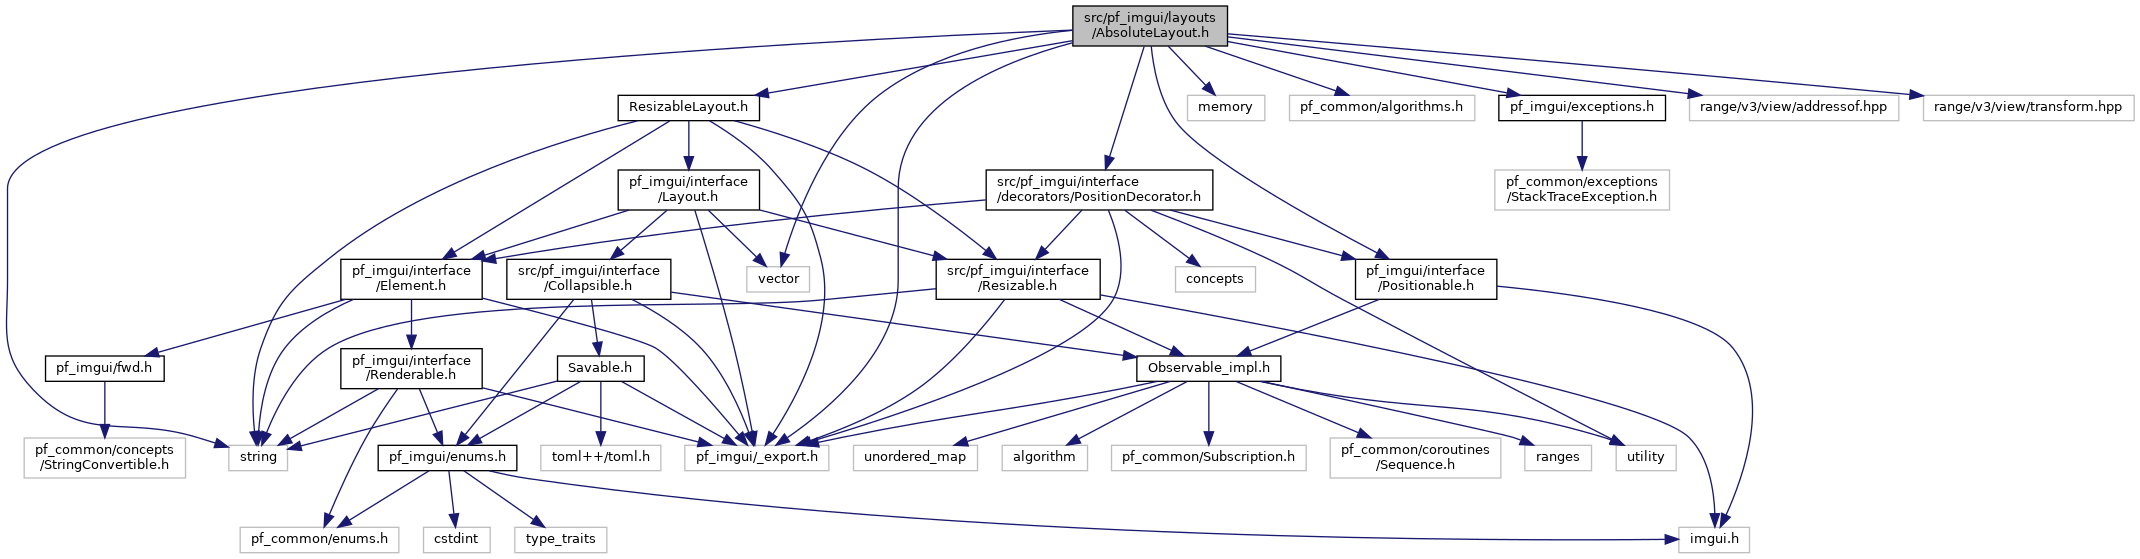 src/pf_imgui/layouts
/AbsoluteLayout.h
ResizableLayout.h
memory
pf_common/algorithms.h
pf_imgui/exceptions.h
range/v3/view/addressof.hpp
range/v3/view/transform.hpp
pf_imgui/interface
/Layout.h
src/pf_imgui/interface
/decorators/PositionDecorator.h
pf_common/exceptions
/StackTraceException.h
pf_imgui/interface
/Element.h
src/pf_imgui/interface
/Collapsible.h
vector
src/pf_imgui/interface
/Resizable.h
concepts
pf_imgui/interface
/Positionable.h
pf_imgui/fwd.h
pf_imgui/interface
/Renderable.h
Savable.h
Observable_impl.h
pf_common/concepts
/StringConvertible.h
string
pf_imgui/enums.h
toml++/toml.h
pf_imgui/_export.h
unordered_map
algorithm
pf_common/Subscription.h
pf_common/coroutines
/Sequence.h
ranges
utility
pf_common/enums.h
cstdint
type_traits
imgui.h